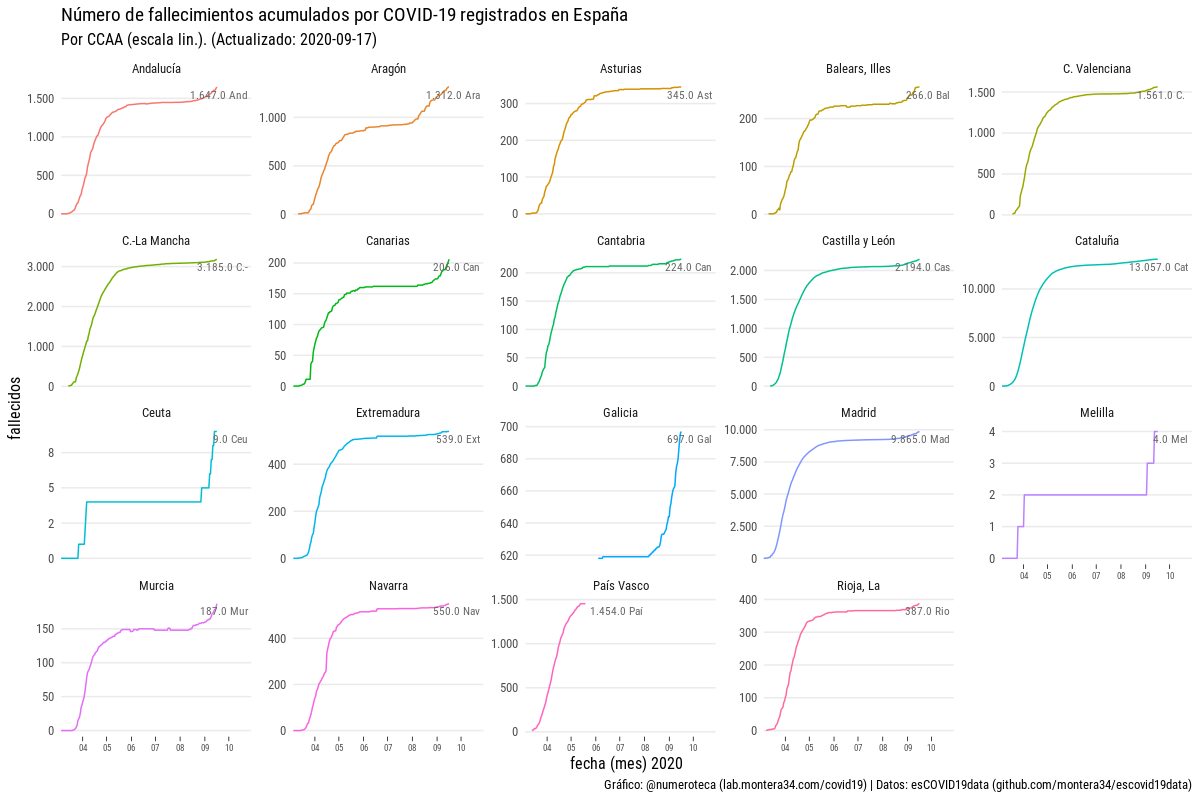 Número de fallecimientos acumulados por COVID-19 registrados en España
Por CCAA (escala lin.). (Actualizado: 2020-09-17)
Andalucía
Aragón
Asturias
Balears, Illes
C. Valenciana
1.500
1.000
500
0
1.647.0 And
1.000
500
0
1.312.0 Ara
300
200
100
0
345.0 Ast
200
100
0
266.0 Bal
1.500
1.000
500
0
1.561.0 C.
C.-La Mancha
Canarias
Cantabria
Castilla y León
Cataluña
3.000
2.000
1.000
0
3.185.0 C.-
200
150
100
50
0
205.0 Can
200
150
100
50
0
224.0 Can
2.000
1.500
1.000
500
0
2.194.0 Cas
10.000
5.000
0
13.057.0 Cat
Ceuta
Extremadura
Galicia
Madrid
Melilla
8
5
2
0
9.0 Ceu
400
200
0
539.0 Ext
700
680
660
640
620
697.0 Gal
10.000
7.500
5.000
2.500
0
9.865.0 Mad
4
3
2
1
0
4.0 Mel
04 05 06 07 08 09 10
Murcia
Navarra
País Vasco
Rioja, La
150
100
50
0
187.0 Mur
400
200
0
550.0 Nav
1.500
1.000
500
0
1.454.0 Paí
400
300
200
100
0
387.0 Rio
04 05 06 07 08 09 10
04 05 06 07 08 09 10
04 05 06 07 08 09 10
04 05 06 07 08 09 10
fallecidos
fecha (mes) 2020
Gráfico: @numeroteca (lab.montera34.com/covid19) | Datos: esCOVID19data (github.com/montera34/escovid19data)